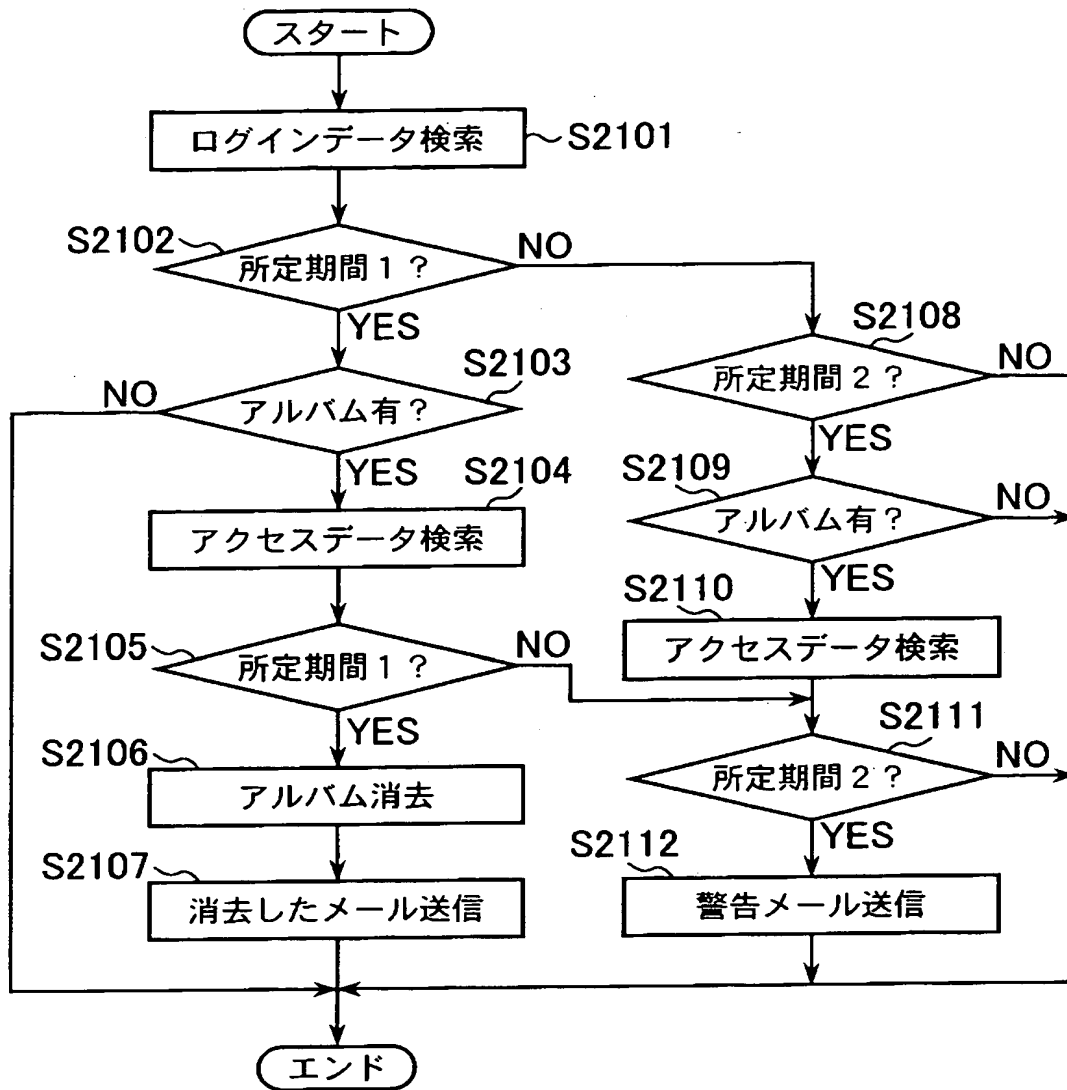 スタート
ログインデータ検索
S2101
S2102
所定期間1?
NO
YES
S2103
NO
アルバム有?
YES
S2104
アクセスデータ検索
S2105
所定期間1?
NO
YES
S2106
アルバム消去
S2107
消去したメール送信
S2108
所定期間2?
NO
YES
S2109
アルバム有?
NO
YES
S2110
アクセスデータ検索
S2111
所定期間2?
NO
YES
S2112
警告メール送信
エンド